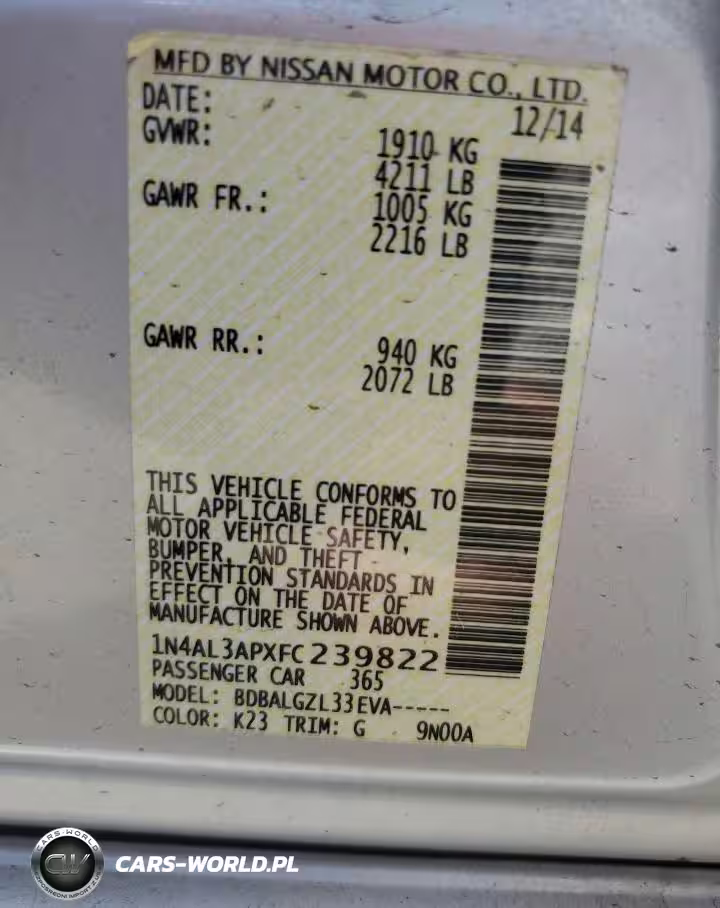 MFD BY NISSAN MOTOR CO., LTD.
DATE: 12/14
GVWR: 1910 KG
4211 LB
GAWR FR.: 1005 KG
2216 LB
GAWR RR.: 940 KG
2072 LB
THIS VEHICLE CONFORMS TO
ALL APPLICABLE FEDERAL
MOTOR VEHICLE SAFETY,
BUMPER, AND THEFT
PREVENTION STANDARDS IN
EFFECT ON THE DATE OF
MANUFACTURE SHOWN ABOVE.
1N4AL3APXFC239822
PASSENGER CAR 365
MODEL: BDBALGZL33EVA-----
COLOR: K23 TRIM: G 9N00A
CARS-WORLD
CW
CARS-WORLD.PL